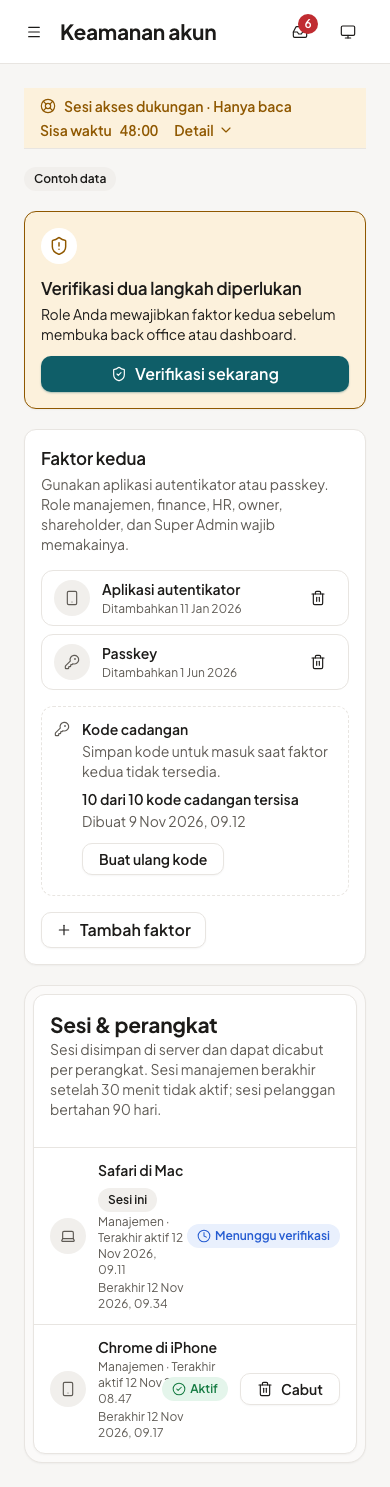 Keamanan akun
6
Sesi akses dukungan · Hanya baca
Sisa waktu 48:00 Detail
Contoh data
Verifikasi dua langkah diperlukan
Role Anda mewajibkan faktor kedua sebelum
membuka back office atau dashboard.
Verifikasi sekarang
Faktor kedua
Gunakan aplikasi autentikator atau passkey.
Role manajemen, finance, HR, owner,
shareholder, dan Super Admin wajib
memakainya.
Aplikasi autentikator
Ditambahkan 11 Jan 2026
Passkey
Ditambahkan 1 Jun 2026
Kode cadangan
Simpan kode untuk masuk saat faktor
kedua tidak tersedia.
10 dari 10 kode cadangan tersisa
Dibuat 9 Nov 2026, 09.12
Buat ulang kode
Tambah faktor
Sesi & perangkat
Sesi disimpan di server dan dapat dicabut
per perangkat. Sesi manajemen berakhir
setelah 30 menit tidak aktif; sesi pelanggan
bertahan 90 hari.
Safari di Mac
Sesi ini
Manajemen ·
Terakhir aktif 12
Nov 2026,
09.11
Berakhir 12 Nov
2026, 09.34
Menunggu verifikasi
Chrome di iPhone
Manajemen · Terakhir
aktif 12 Nov
08.47
Berakhir 12 Nov
2026, 09.17
Aktif
Cabut